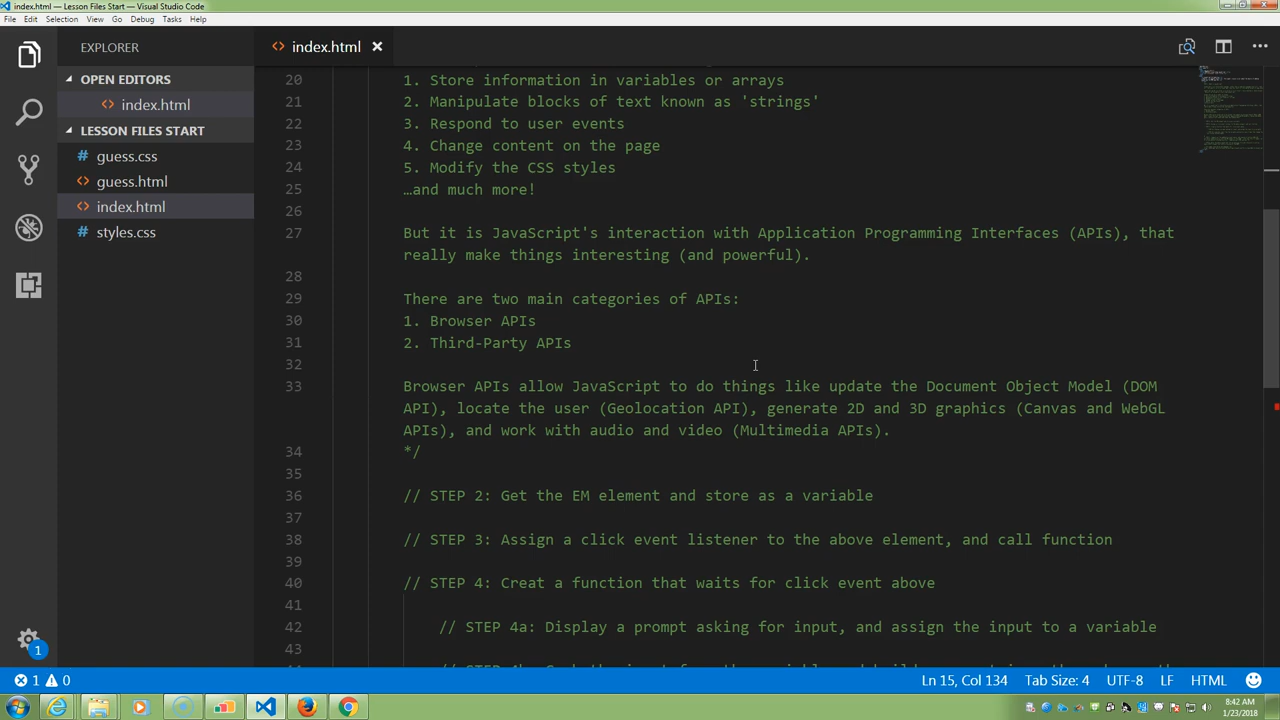 index.html — Lesson Files Start — Visual Studio Code
File Edit Selection View Go Debug Tasks Help
EXPLORER
OPEN EDITORS
index.html
LESSON FILES START
guess.css
guess.html
index.html
styles.css
index.html
20 1. Store information in variables or arrays
21 2. Manipulate blocks of text known as 'strings'
22 3. Respond to user events
23 4. Change content on the page
24 5. Modify the CSS styles
25 …and much more!
26
27 But it is JavaScript's interaction with Application Programming Interfaces (APIs), that
really make things interesting (and powerful).
28
29 There are two main categories of APIs:
30 1. Browser APIs
31 2. Third-Party APIs
32
33 Browser APIs allow JavaScript to do things like update the Document Object Model (DOM
API), locate the user (Geolocation API), generate 2D and 3D graphics (Canvas and WebGL
APIs), and work with audio and video (Multimedia APIs).
34 */
35
36 // STEP 2: Get the EM element and store as a variable
37
38 // STEP 3: Assign a click event listener to the above element, and call function
39
40 // STEP 4: Creat a function that waits for click event above
41
42 // STEP 4a: Display a prompt asking for input, and assign the input to a variable
43
1
1 0
Ln 15, Col 134 Tab Size: 4 UTF-8 LF HTML
8:42 AM
1/23/2018